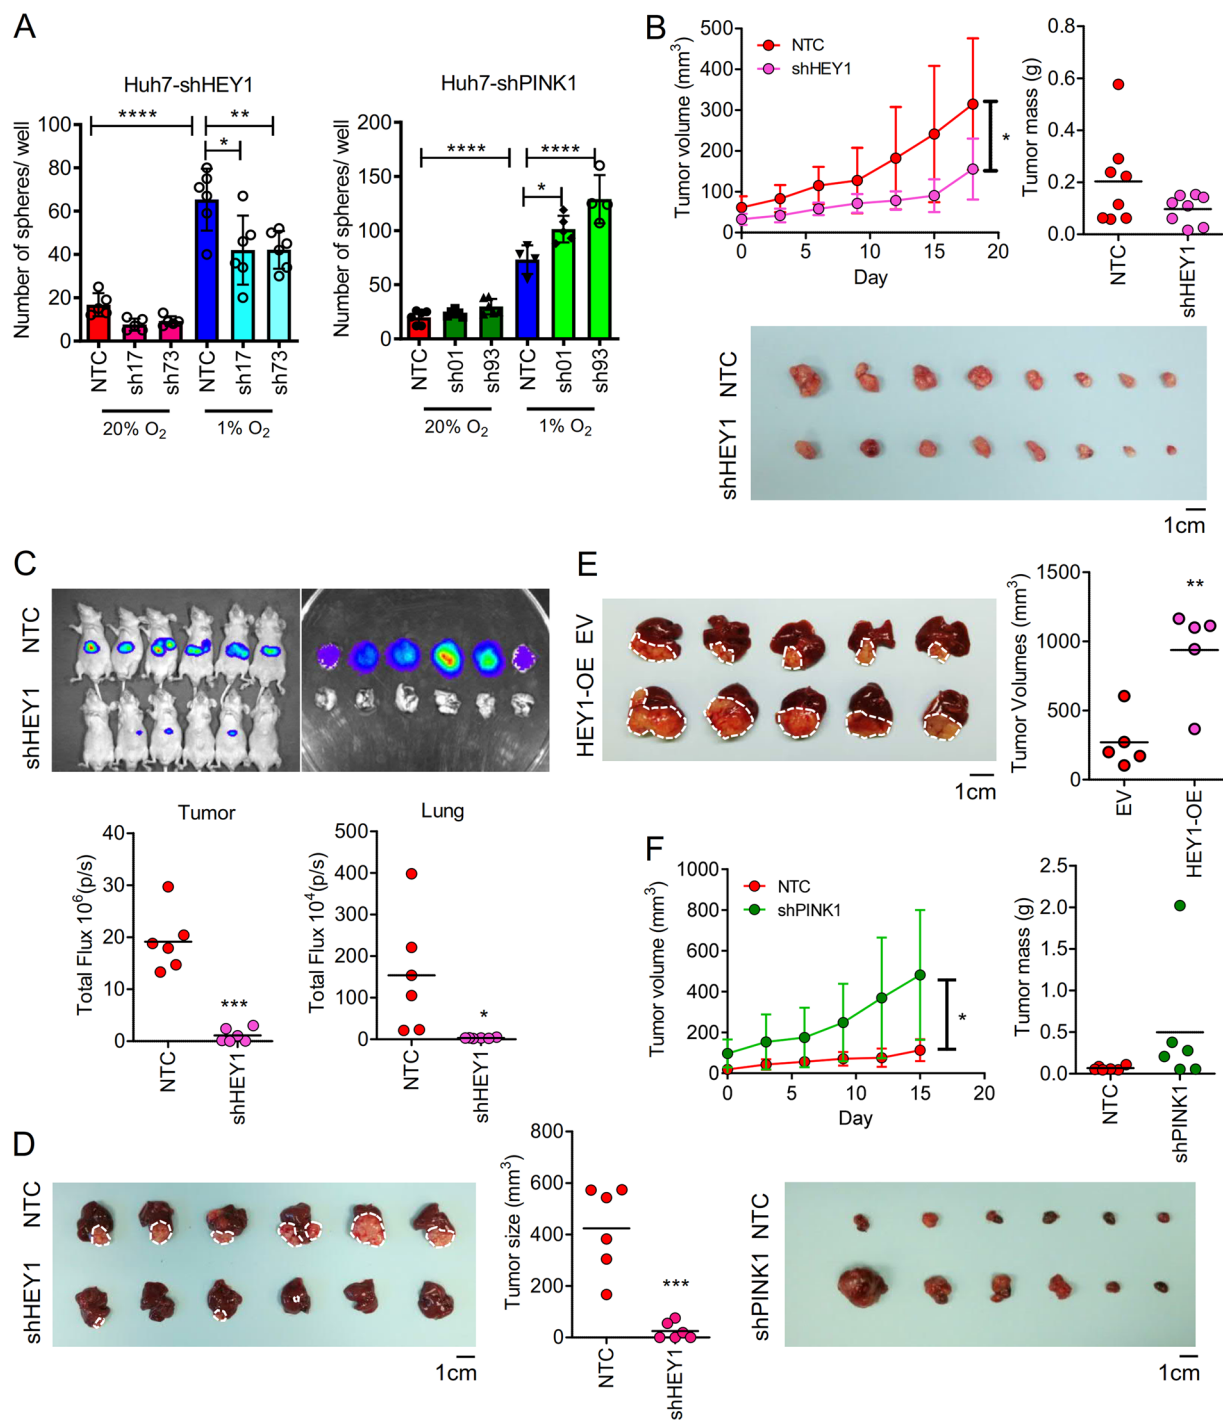 A
Huh7-shHEY1
Number of spheres/ well
100
80
60
40
20
0
****
**
*
NTC
sh17
sh73
NTC
sh17
sh73
20% O2
1% O2
Huh7-shPINK1
Number of spheres/ well
200
150
100
50
0
****
****
*
NTC
sh01
sh93
NTC
sh01
sh93
20% O2
1% O2
B
Tumor volume (mm3)
500
400
300
200
100
0
NTC
shHEY1
*
0
5
10
15
20
Day
Tumor mass (g)
0.8
0.6
0.4
0.2
0.0
NTC
shHEY1
NTC
shHEY1
1cm
C
NTC
shHEY1
Tumor
Total Flux 10^6(p/s)
40
30
20
10
0
***
NTC
shHEY1
Lung
Total Flux 10^4(p/s)
500
400
300
200
100
0
*
NTC
shHEY1
D
NTC
shHEY1
1cm
Tumor size (mm3)
800
600
400
200
0
***
NTC
shHEY1
E
EV
HEY1-OE
1cm
Tumor Volumes (mm3)
1500
1000
500
0
**
EV
HEY1-OE
F
Tumor volume (mm3)
1000
800
600
400
200
0
NTC
shPINK1
*
0
5
10
15
20
Day
Tumor mass (g)
2.5
2.0
1.5
1.0
0.5
0.0
NTC
shPINK1
NTC
shPINK1
1cm